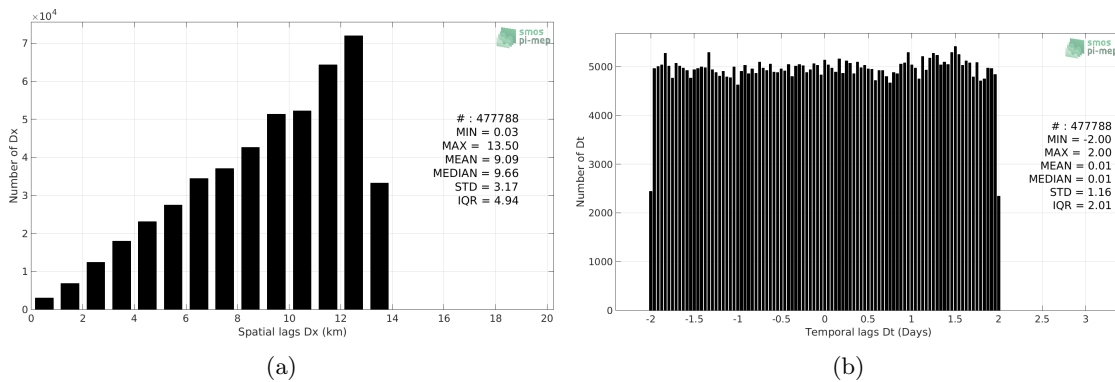 ×10⁴
7
6
5
4
3
2
1
0
Number of Dx
0 2 4 6 8 10 12 14 16 18 20
Spatial lags Dx (km)
smos
pi-mep
# : 477788
MIN = 0.03
MAX = 13.50
MEAN = 9.09
MEDIAN = 9.66
STD = 3.17
IQR = 4.94
(a)
5000
4000
3000
2000
1000
0
Number of Dt
-2 -1.5 -1 -0.5 0 0.5 1 1.5 2 2.5 3
Temporal lags Dt (Days)
smos
pi-mep
# : 477788
MIN = -2.00
MAX = 2.00
MEAN = 0.01
MEDIAN = 0.01
STD = 1.16
IQR = 2.01
(b)